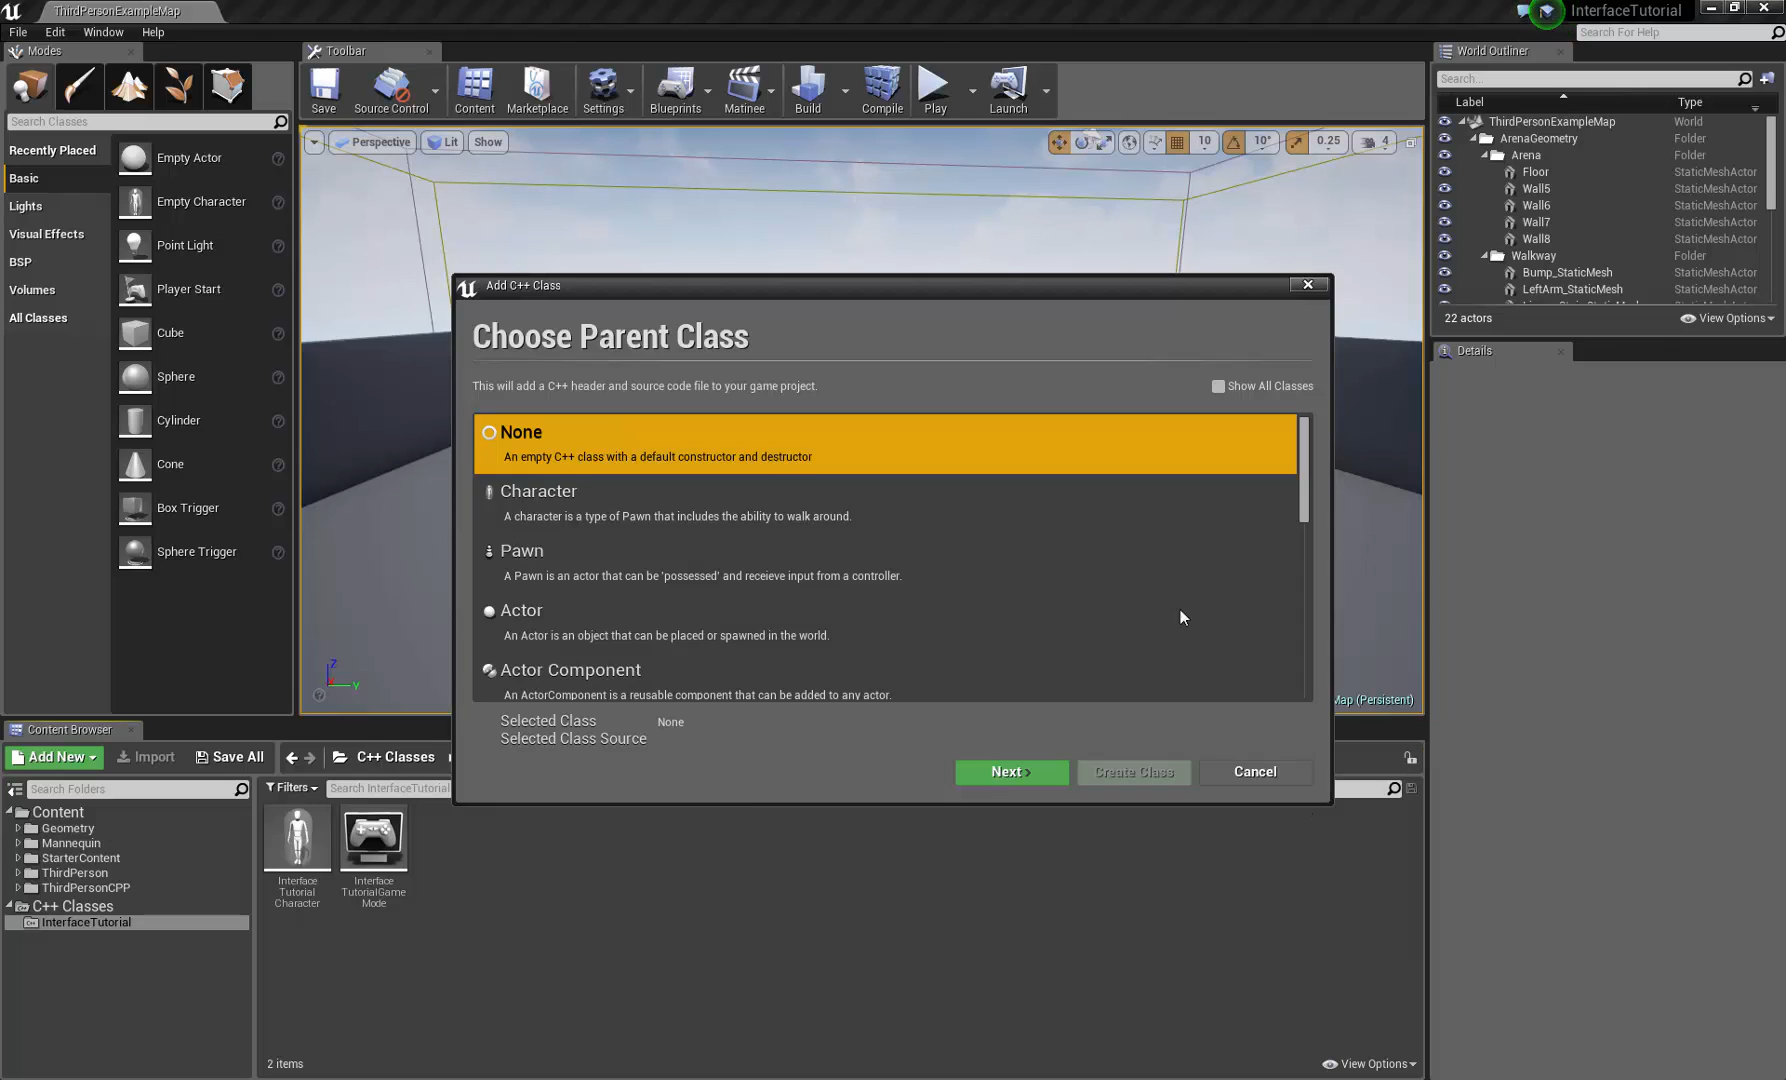 ThirdPersonExampleMap
InterfaceTutorial
File Edit Window Help
Search For Help
Modes
Toolbar
World Outliner
Save
Source Control
Content
Marketplace
Settings
Blueprints
Matinee
Build
Compile
Play
Launch
Search...
Label
Type
Search Classes
Recently Placed
Basic
Lights
Visual Effects
BSP
Volumes
All Classes
Empty Actor
Empty Character
Point Light
Player Start
Cube
Sphere
Cylinder
Cone
Box Trigger
Sphere Trigger
Perspective
Lit
Show
10
10°
0.25
4
ThirdPersonExampleMap World
ArenaGeometry Folder
Arena Folder
Floor StaticMeshActor
Wall5 StaticMeshActor
Wall6 StaticMeshActor
Wall7 StaticMeshActor
Wall8 StaticMeshActor
Walkway Folder
Bump_StaticMesh StaticMeshActor
LeftArm_StaticMesh StaticMeshActor
22 actors
View Options
Details
Add C++ Class
Choose Parent Class
This will add a C++ header and source code file to your game project.
Show All Classes
None
An empty C++ class with a default constructor and destructor
Character
A character is a type of Pawn that includes the ability to walk around.
Pawn
A Pawn is an actor that can be 'possessed' and receieve input from a controller.
Actor
An Actor is an object that can be placed or spawned in the world.
Actor Component
An ActorComponent is a reusable component that can be added to any actor.
Selected Class None
Selected Class Source
Next >
Create Class
Cancel
Z
Y
Map (Persistent)
Content Browser
Add New
Import
Save All
C++ Classes
Search Folders
Filters
Search InterfaceTutorial
Content
Geometry
Mannequin
StarterContent
ThirdPerson
ThirdPersonCPP
C++ Classes
InterfaceTutorial
Interface
Tutorial
Character
Interface
TutorialGame
Mode
2 items
View Options